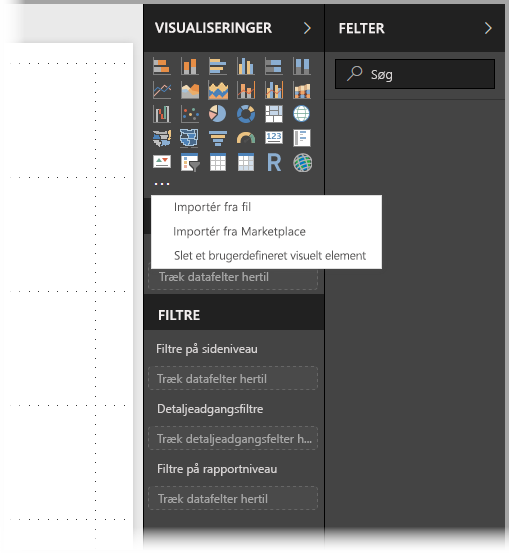 VISUALISERINGER
FELTER
Søg
123
R
Importér fra fil
Importér fra Marketplace
Slet et brugerdefineret visuelt element
Træk datafelter hertil
FILTRE
Filtre på sideniveau
Træk datafelter hertil
Detaljeadgangsfiltre
Træk detaljeadgangsfelter h...
Filtre på rapportniveau
Træk datafelter hertil